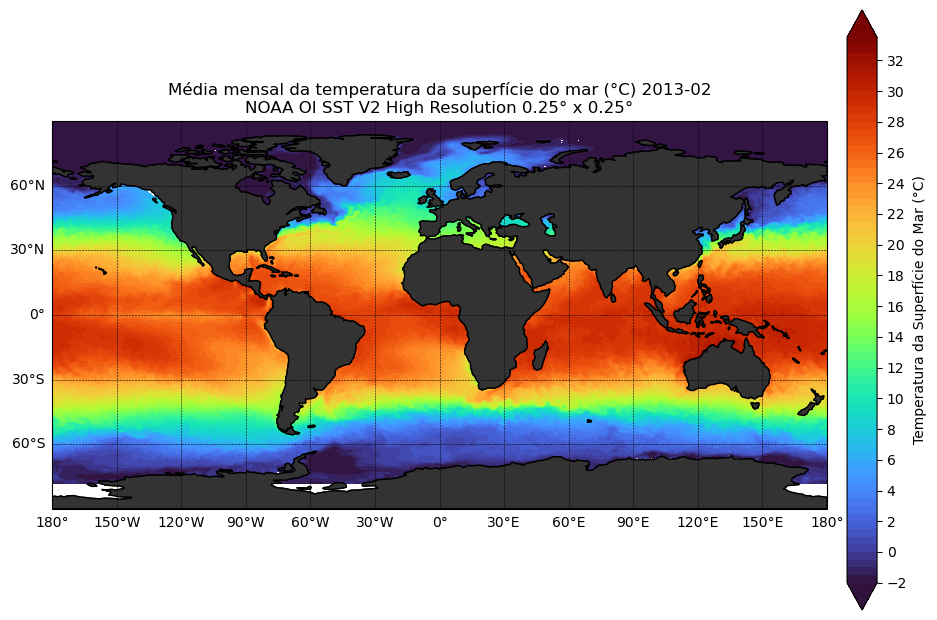 Média mensal da temperatura da superfície do mar (°C) 2013-02
NOAA OI SST V2 High Resolution 0.25° x 0.25°
60°N
30°N
0°
30°S
60°S
180° 150°W 120°W 90°W 60°W 30°W 0° 30°E 60°E 90°E 120°E 150°E 180°
32
30
28
26
24
22
20
18
16
14
12
10
8
6
4
2
0
−2
Temperatura da Superfície do Mar (°C)